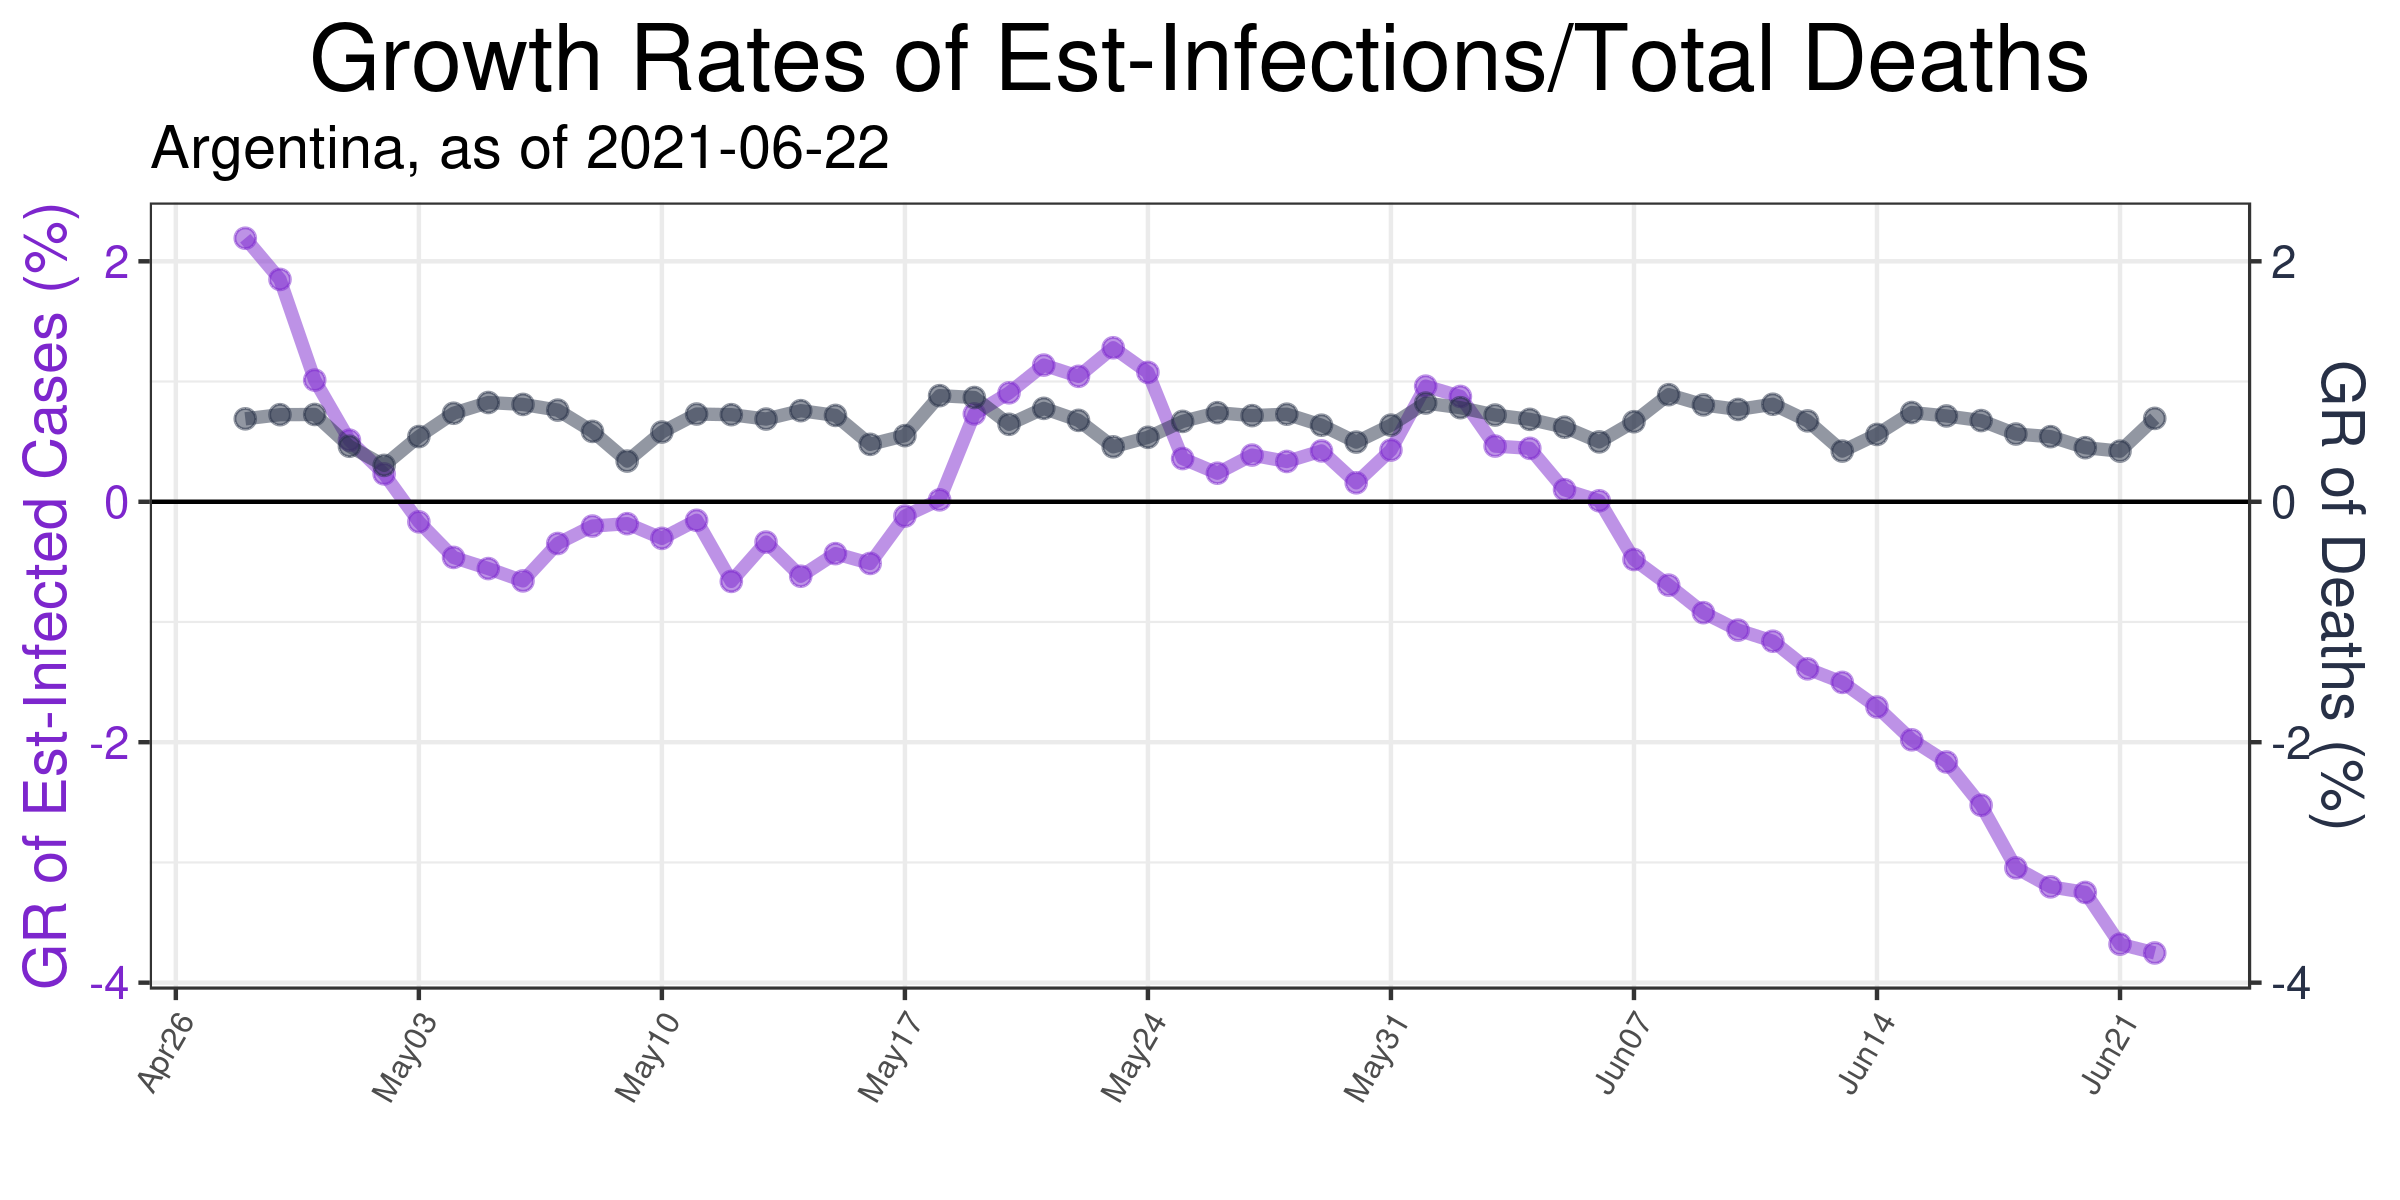 Growth Rates of Est-Infections/Total Deaths
Argentina, as of 2021-06-22
GR of Est-Infected Cases (%)
2
0
-2
-4
2
0
-2
-4
GR of Deaths (%)
Apr26
May03
May10
May17
May24
May31
Jun07
Jun14
Jun21